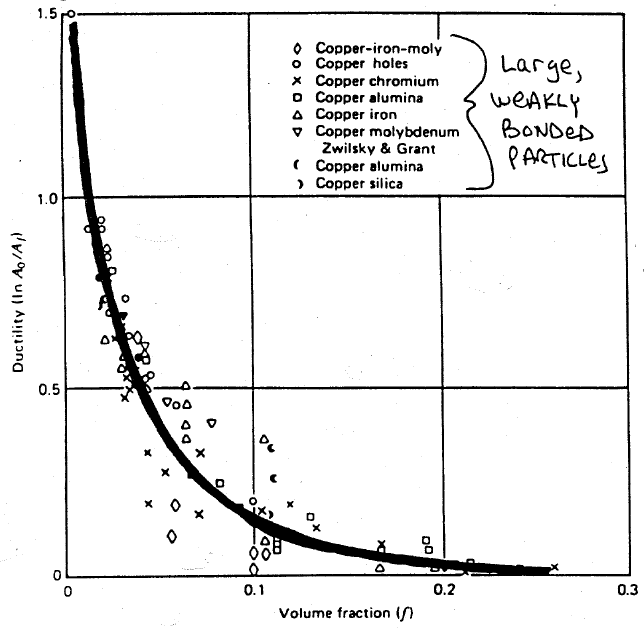 1.5
1.0
0.5
0
0
0.1
0.2
0.3
Ductility (ln A₀/A_f)
Volume fraction (f)
Copper-iron-moly
Copper holes
Copper chromium
Copper alumina
Copper iron
Copper molybdenum
Zwilsky & Grant
Copper alumina
Copper silica
Large,
WEAKLY
BONDED
PARTICLES